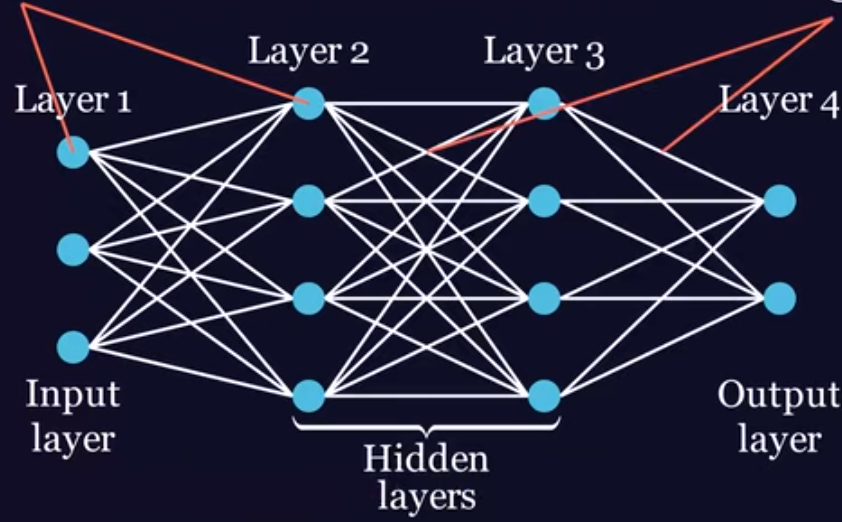 Layer 2
Layer 3
Layer 1
Layer 4
Input
layer
Output
layer
Hidden
layers